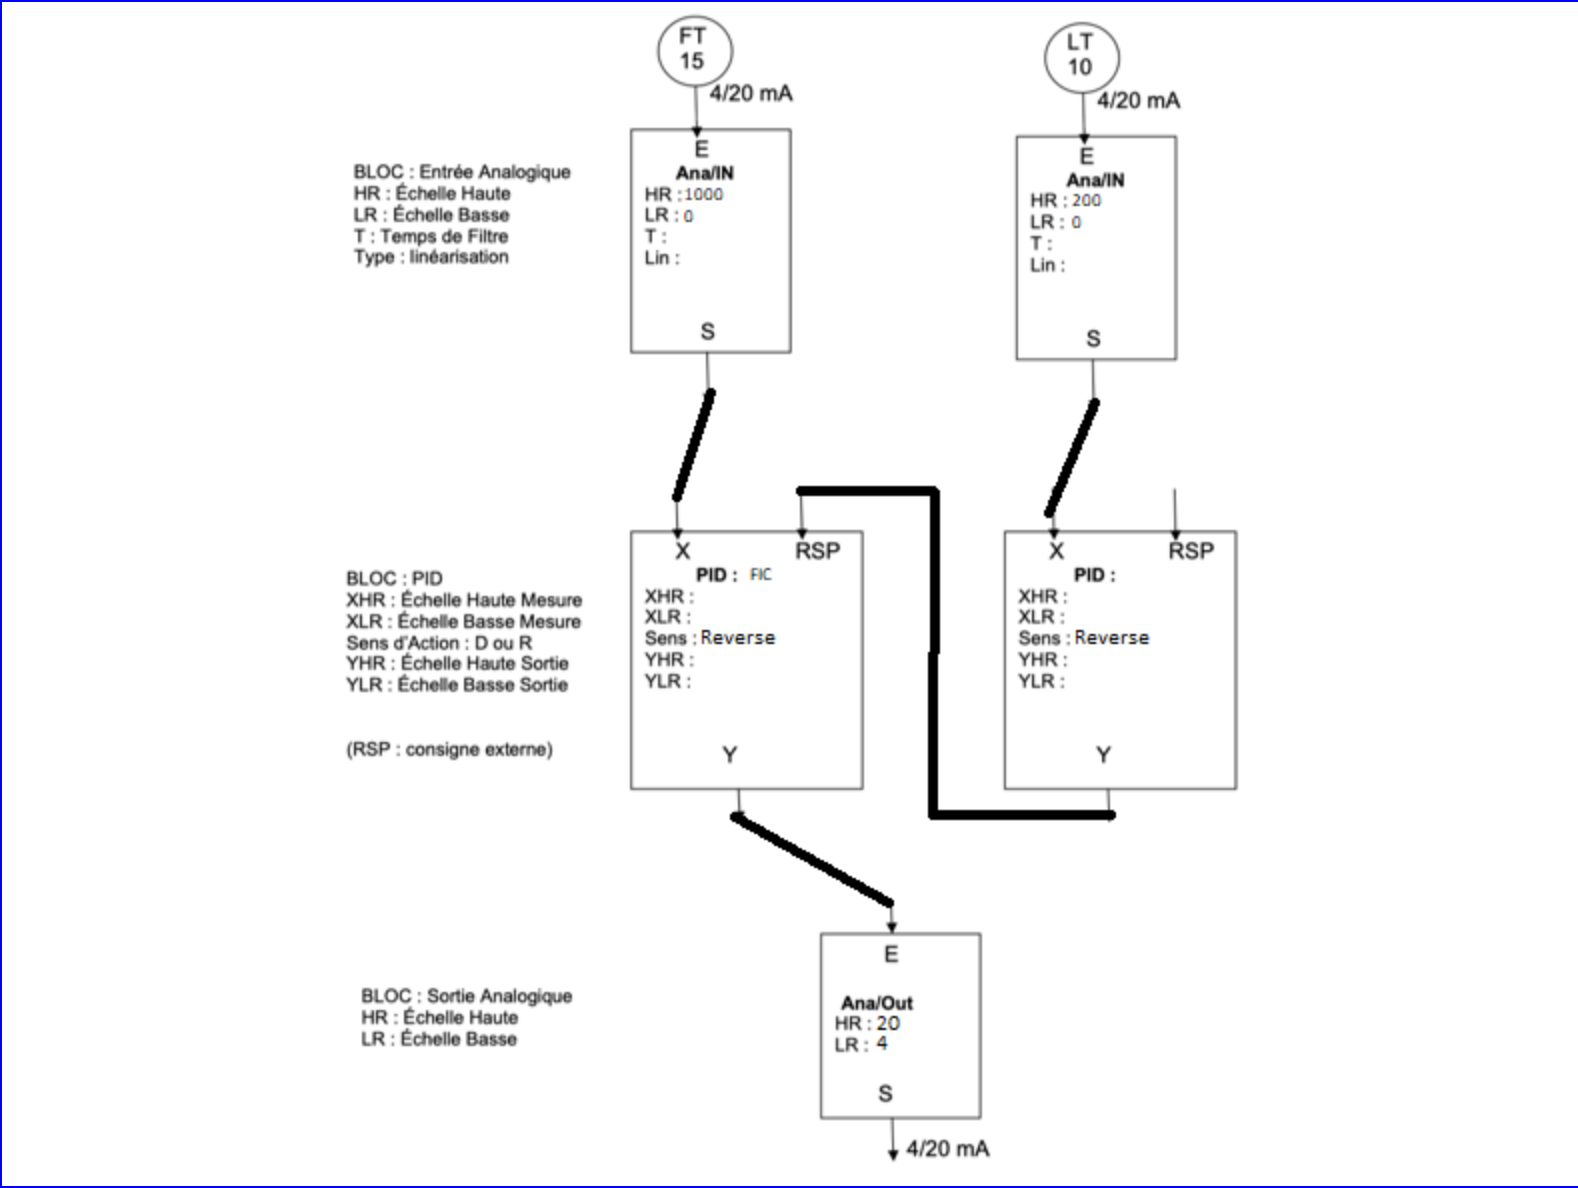 FT
15
4/20 mA
LT
10
4/20 mA
BLOC : Entrée Analogique
HR : Échelle Haute
LR : Échelle Basse
T : Temps de Filtre
Type : linéarisation
E
Ana/IN
HR : 1000
LR : 0
T :
Lin :
S
E
Ana/IN
HR : 200
LR : 0
T :
Lin :
S
BLOC : PID
XHR : Échelle Haute Mesure
XLR : Échelle Basse Mesure
Sens d'Action : D ou R
YHR : Échelle Haute Sortie
YLR : Échelle Basse Sortie
(RSP : consigne externe)
X RSP
PID : FIC
XHR :
XLR :
Sens : Reverse
YHR :
YLR :
Y
X RSP
PID :
XHR :
XLR :
Sens : Reverse
YHR :
YLR :
Y
BLOC : Sortie Analogique
HR : Échelle Haute
LR : Échelle Basse
E
Ana/Out
HR : 20
LR : 4
S
4/20 mA